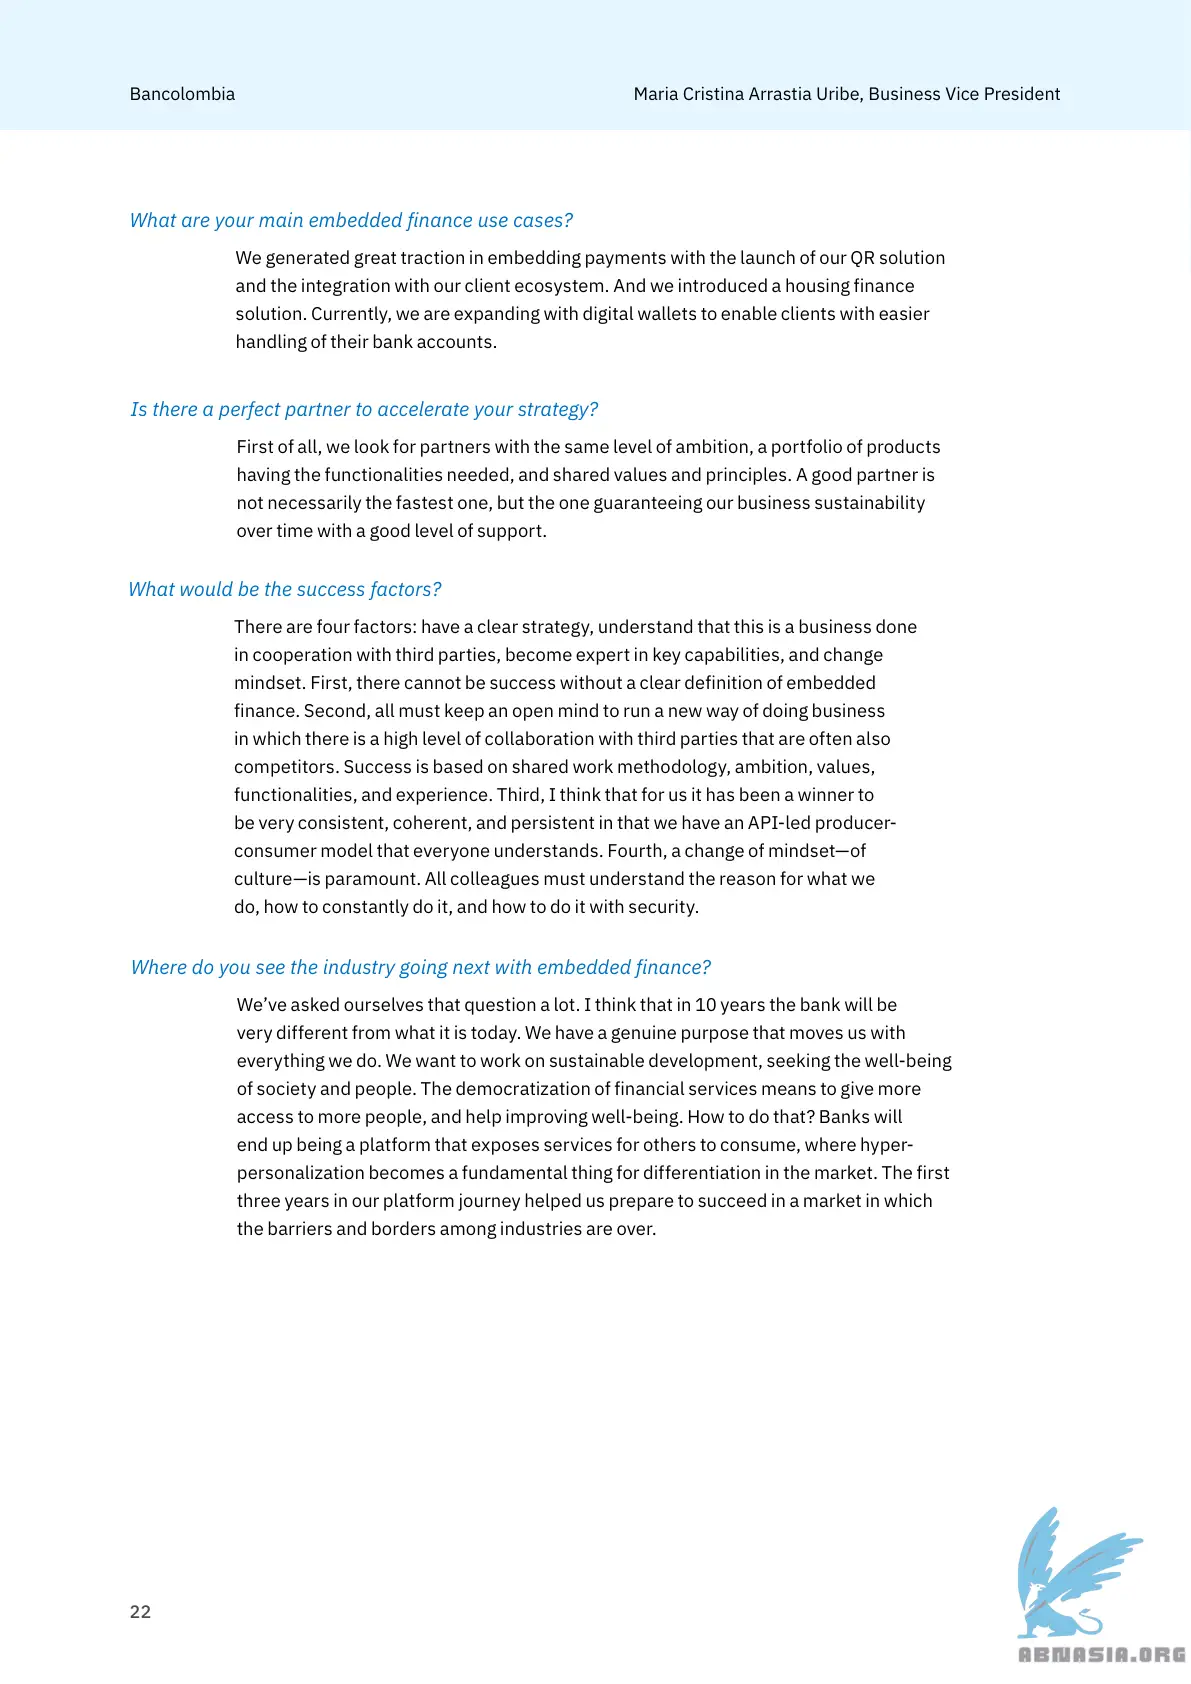 Bancolombia
Maria Cristina Arrastia Uribe, Business Vice President
What are your main embedded finance use cases?
We generated great traction in embedding payments with the launch of our QR solution
and the integration with our client ecosystem. And we introduced a housing finance
solution. Currently, we are expanding with digital wallets to enable clients with easier
handling of their bank accounts.
Is there a perfect partner to accelerate your strategy?
First of all, we look for partners with the same level of ambition, a portfolio of products
having the functionalities needed, and shared values and principles. A good partner is
not necessarily the fastest one, but the one guaranteeing our business sustainability
over time with a good level of support.
What would be the success factors?
There are four factors: have a clear strategy, understand that this is a business done
in cooperation with third parties, become expert in key capabilities, and change
mindset. First, there cannot be success without a clear definition of embedded
finance. Second, all must keep an open mind to run a new way of doing business
in which there is a high level of collaboration with third parties that are often also
competitors. Success is based on shared work methodology, ambition, values,
functionalities, and experience. Third, I think that for us it has been a winner to
be very consistent, coherent, and persistent in that we have an API-led producer-
consumer model that everyone understands. Fourth, a change of mindset—of
culture—is paramount. All colleagues must understand the reason for what we
do, how to constantly do it, and how to do it with security.
Where do you see the industry going next with embedded finance?
We’ve asked ourselves that question a lot. I think that in 10 years the bank will be
very different from what it is today. We have a genuine purpose that moves us with
everything we do. We want to work on sustainable development, seeking the well-being
of society and people. The democratization of financial services means to give more
access to more people, and help improving well-being. How to do that? Banks will
end up being a platform that exposes services for others to consume, where hyper-
personalization becomes a fundamental thing for differentiation in the market. The first
three years in our platform journey helped us prepare to succeed in a market in which
the barriers and borders among industries are over.
22
ABNASIA.ORG